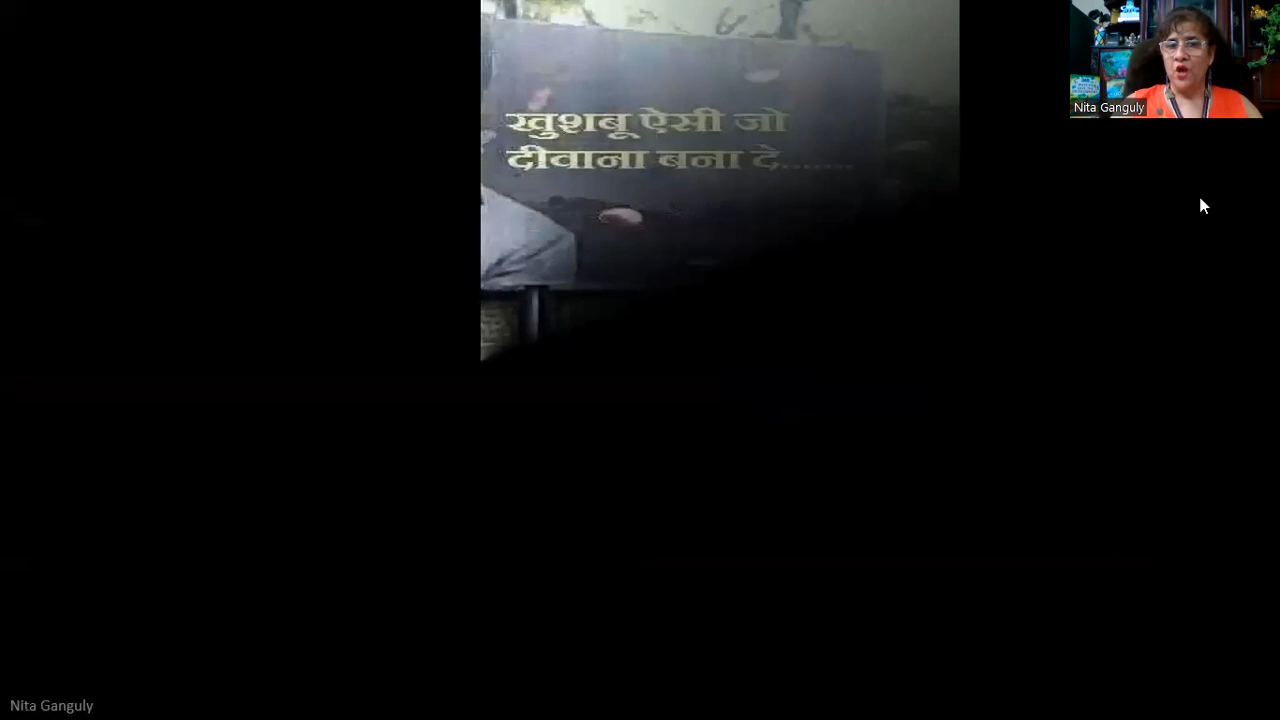 खुशबू ऐसी जो
दीवाना बना दे......
Nita Ganguly
Nita Ganguly